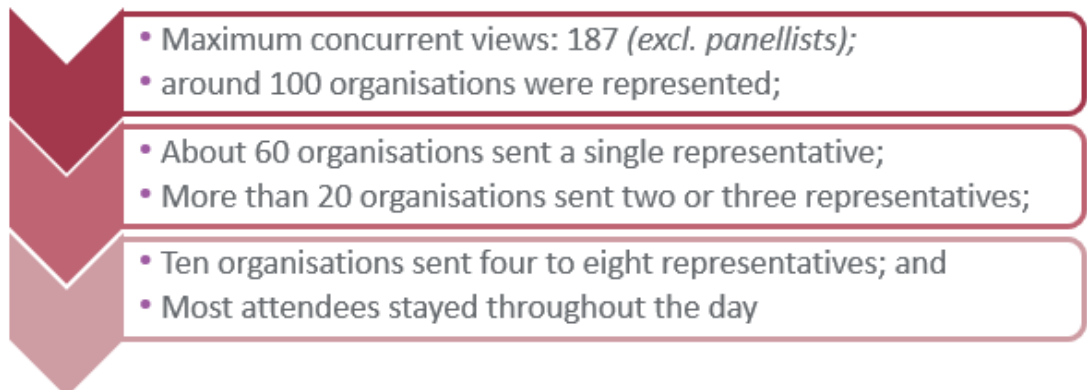 • Maximum concurrent views: 187 (excl. panellists);
• around 100 organisations were represented;
• About 60 organisations sent a single representative;
• More than 20 organisations sent two or three representatives;
• Ten organisations sent four to eight representatives; and
• Most attendees stayed throughout the day